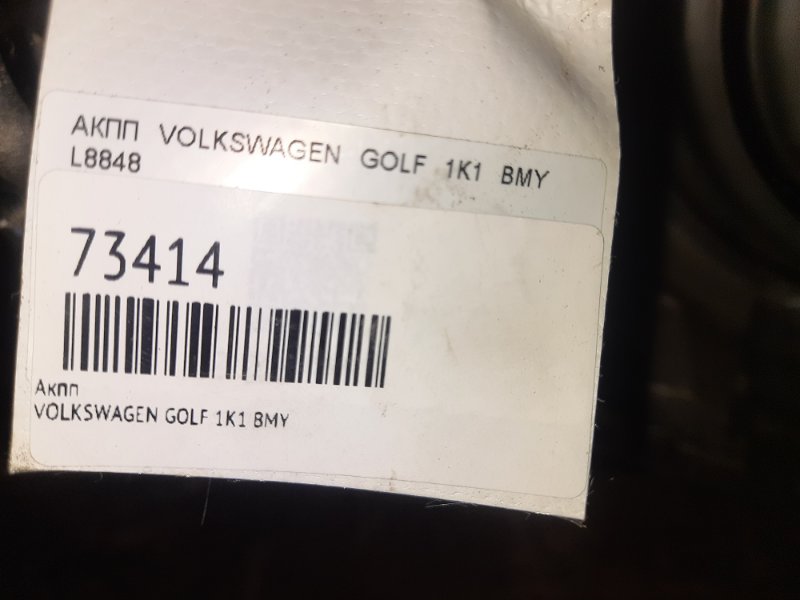 АКПП VOLKSWAGEN GOLF 1K1 BMY
L8848
73414
Акпп
VOLKSWAGEN GOLF 1K1 BMY